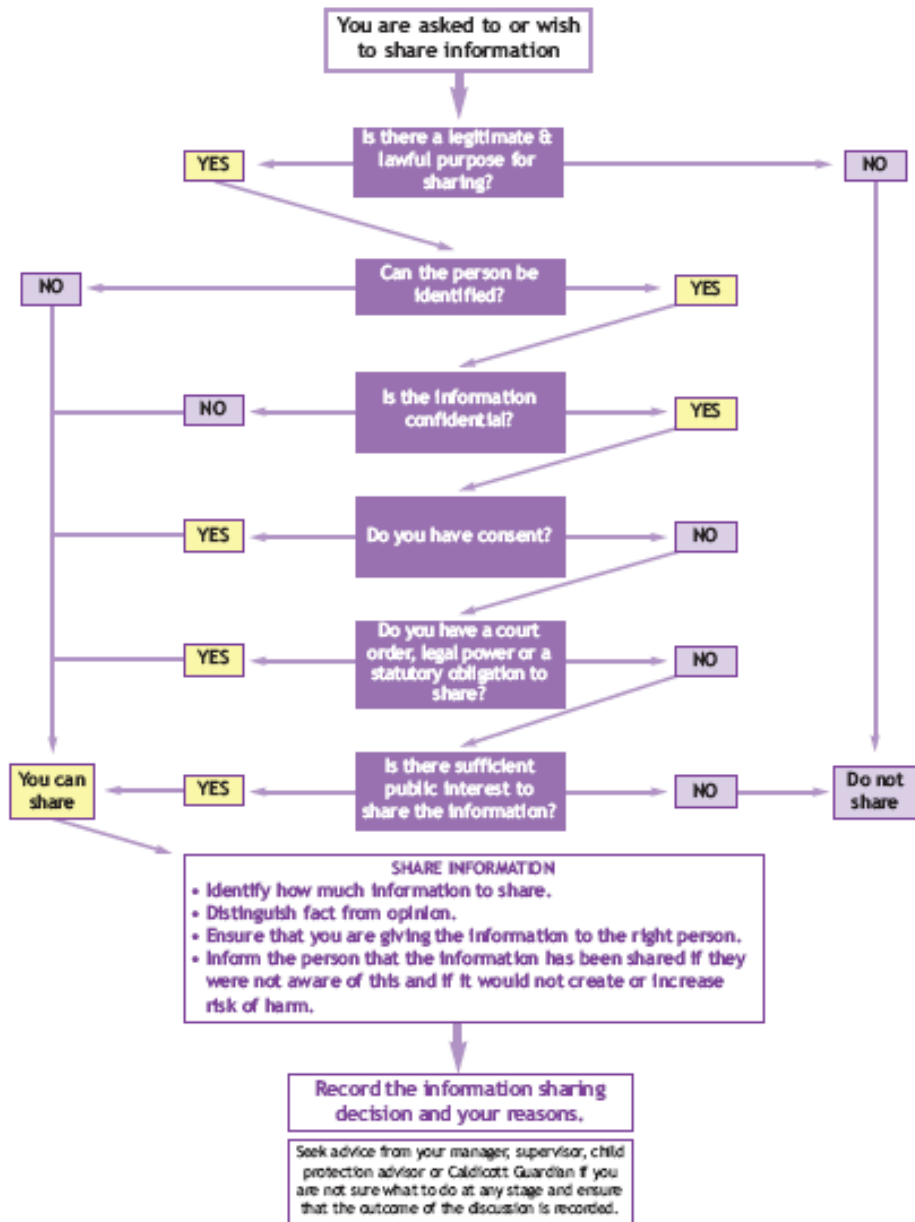 You are asked to or wish
to share information
Is there a legitimate &
lawful purpose for
sharing?
YES
NO
Can the person be
identified?
NO
YES
Is the information
confidential?
NO
YES
Do you have consent?
YES
NO
Do you have a court
order, legal power or a
statutory obligation to
share?
YES
NO
Is there sufficient
public interest to
share the information?
You can
share
YES
NO
Do not
share
SHARE INFORMATION
• Identify how much information to share.
• Distinguish fact from opinion.
• Ensure that you are giving the information to the right person.
• Inform the person that the information has been shared if they
were not aware of this and if it would not create or increase
risk of harm.
Record the information sharing
decision and your reasons.
Seek advice from your manager, supervisor, child
protection advisor or Caldicott Guardian if you
are not sure what to do at any stage and ensure
that the outcome of the discussion is recorded.